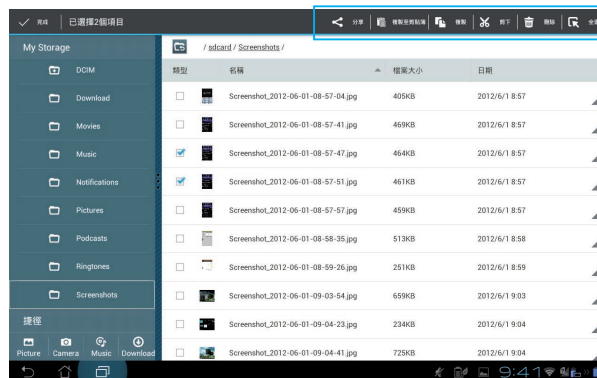 完成 已選擇2個項目 分享 複製至剪貼簿 複製 剪下 刪除
My Storage / sdcard / Screenshots /
DCIM 類型 名稱 檔案大小 日期
Download Screenshot_2012-06-01-08-57-04.jpg 405KB 2012/6/1 8:57
Movies Screenshot_2012-06-01-08-57-41.jpg 469KB 2012/6/1 8:57
Music Screenshot_2012-06-01-08-57-47.jpg 464KB 2012/6/1 8:57
Notifications Screenshot_2012-06-01-08-57-51.jpg 461KB 2012/6/1 8:57
Pictures Screenshot_2012-06-01-08-57-57.jpg 459KB 2012/6/1 8:57
Podcasts Screenshot_2012-06-01-08-58-35.jpg 513KB 2012/6/1 8:58
Ringtones Screenshot_2012-06-01-08-59-26.jpg 251KB 2012/6/1 8:59
Screenshots Screenshot_2012-06-01-09-03-54.jpg 659KB 2012/6/1 9:03
捷徑 Screenshot_2012-06-01-09-04-23.jpg 234KB 2012/6/1 9:04
Picture Camera Music Download Screenshot_2012-06-01-09-04-41.jpg 725KB 2012/6/1 9:04
9:41